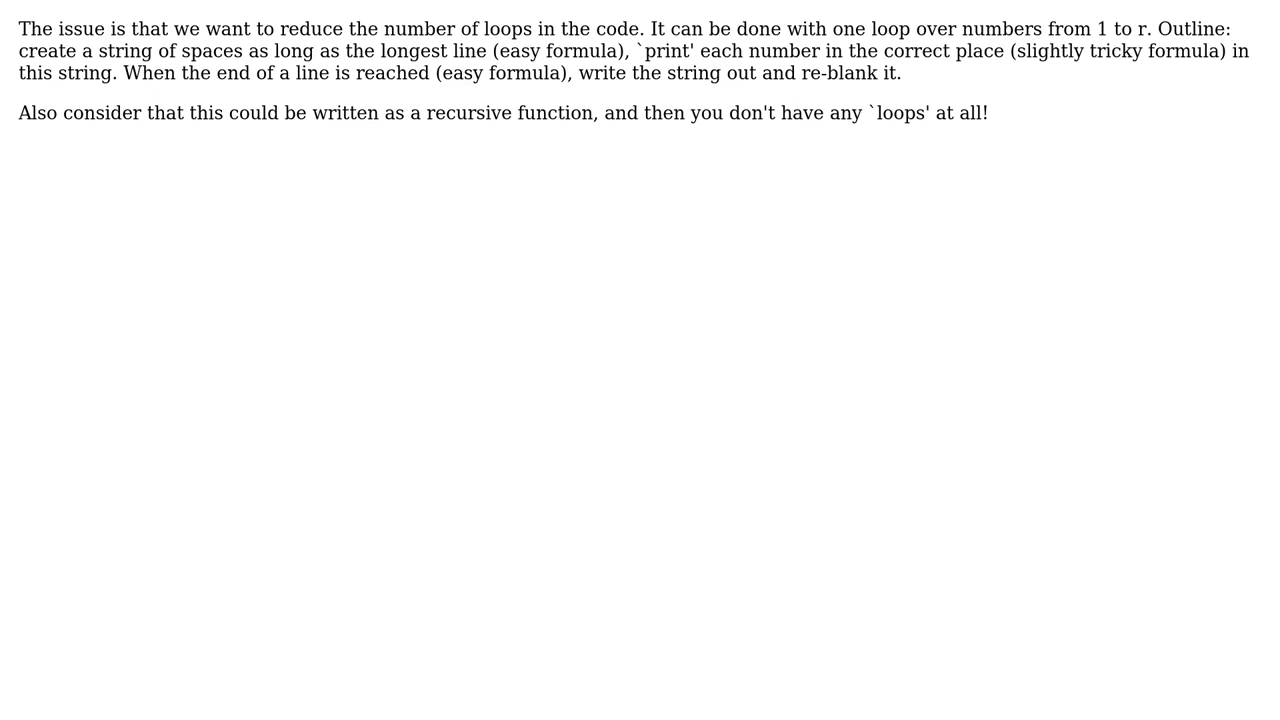 The issue is that we want to reduce the number of loops in the code. It can be done with one loop over numbers from 1 to r. Outline:
create a string of spaces as long as the longest line (easy formula), `print' each number in the correct place (slightly tricky formula) in
this string. When the end of a line is reached (easy formula), write the string out and re-blank it.
Also consider that this could be written as a recursive function, and then you don't have any `loops' at all!